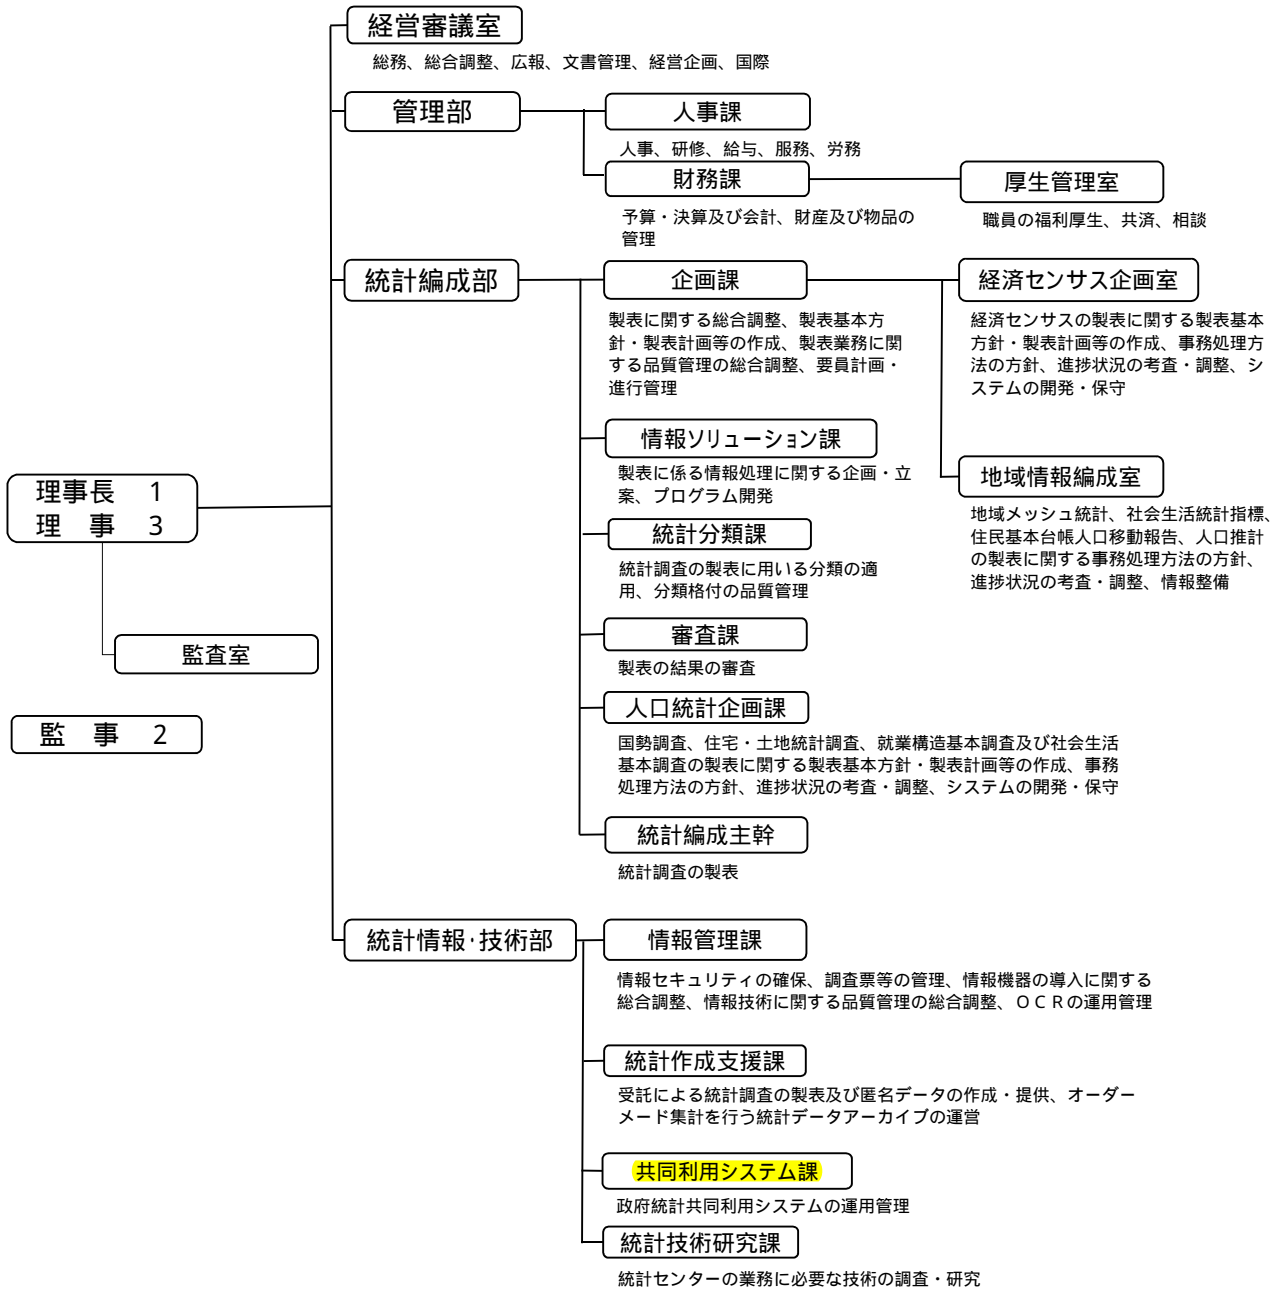 経営審議室
総務、総合調整、広報、文書管理、経営企画、国際
管理部
人事課
人事、研修、給与、服務、労務
財務課
予算・決算及び会計、財産及び物品の
管理
厚生管理室
職員の福利厚生、共済、相談
統計編成部
企画課
製表に関する総合調整、製表基本方
針・製表計画等の作成、製表業務に関
する品質管理の総合調整、要員計画・
進行管理
経済センサス企画室
経済センサスの製表に関する製表基本
方針・製表計画等の作成、事務処理方
法の方針、進捗状況の考査・調整、シ
ステムの開発・保守
情報ソリューション課
製表に係る情報処理に関する企画・立
案、プログラム開発
地域情報編成室
地域メッシュ統計、社会生活統計指標、
住民基本台帳人口移動報告、人口推計
の製表に関する事務処理方法の方針、
進捗状況の考査・調整、情報整備
理事長　1
理　事　3
統計分類課
統計調査の製表に用いる分類の適
用、分類格付の品質管理
監査室
審査課
製表の結果の審査
監　事　2
人口統計企画課
国勢調査、住宅・土地統計調査、就業構造基本調査及び社会生活
基本調査の製表に関する製表基本方針・製表計画等の作成、事務
処理方法の方針、進捗状況の考査・調整、システムの開発・保守
統計編成主幹
統計調査の製表
統計情報・技術部
情報管理課
情報セキュリティの確保、調査票等の管理、情報機器の導入に関する
総合調整、情報技術に関する品質管理の総合調整、ＯＣＲの運用管理
統計作成支援課
受託による統計調査の製表及び匿名データの作成・提供、オーダー
メード集計を行う統計データアーカイブの運営
共同利用システム課
政府統計共同利用システムの運用管理
統計技術研究課
統計センターの業務に必要な技術の調査・研究